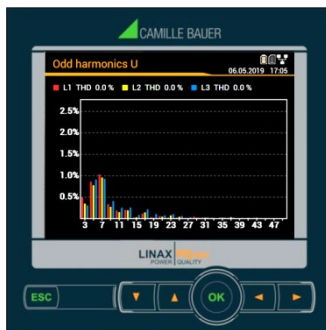 CAMILLE BAUER
Odd harmonics U
06.05.2019 17:05
L1 THD 0.0 % L2 THD 0.0 % L3 THD 0.0 %
2.5%
2.0%
1.5%
1.0%
0.5%
3 7 11 15 19 23 27 31 35 39 43 47
LINAX
POWER QUALITY
ESC
OK